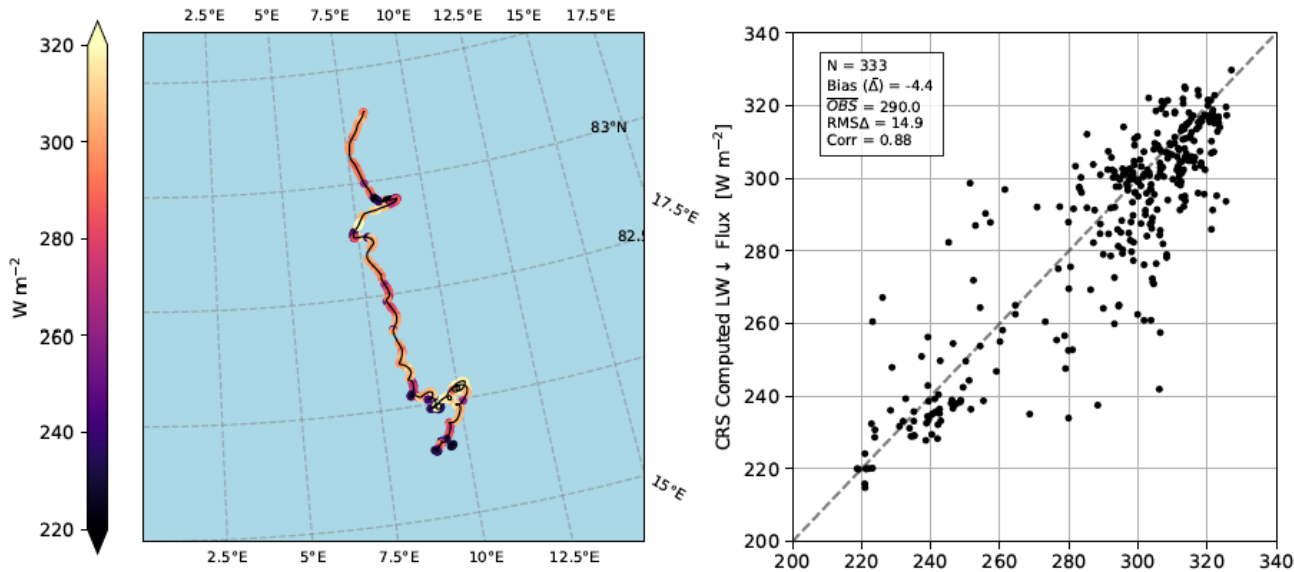 2.5°E 5°E 7.5°E 10°E 12.5°E 15°E 17.5°E
320
300
280
260
240
220
W m⁻²
83°N
17.5°E
82.5
15°E
2.5°E 5°E 7.5°E 10°E 12.5°E
CRS Computed LW ↓ Flux [W m⁻²]
340
320
300
280
260
240
220
200
N = 333
Bias (Δ̄) = -4.4
O̅B̅S̅ = 290.0
RMSΔ = 14.9
Corr = 0.88
200 220 240 260 280 300 320 340